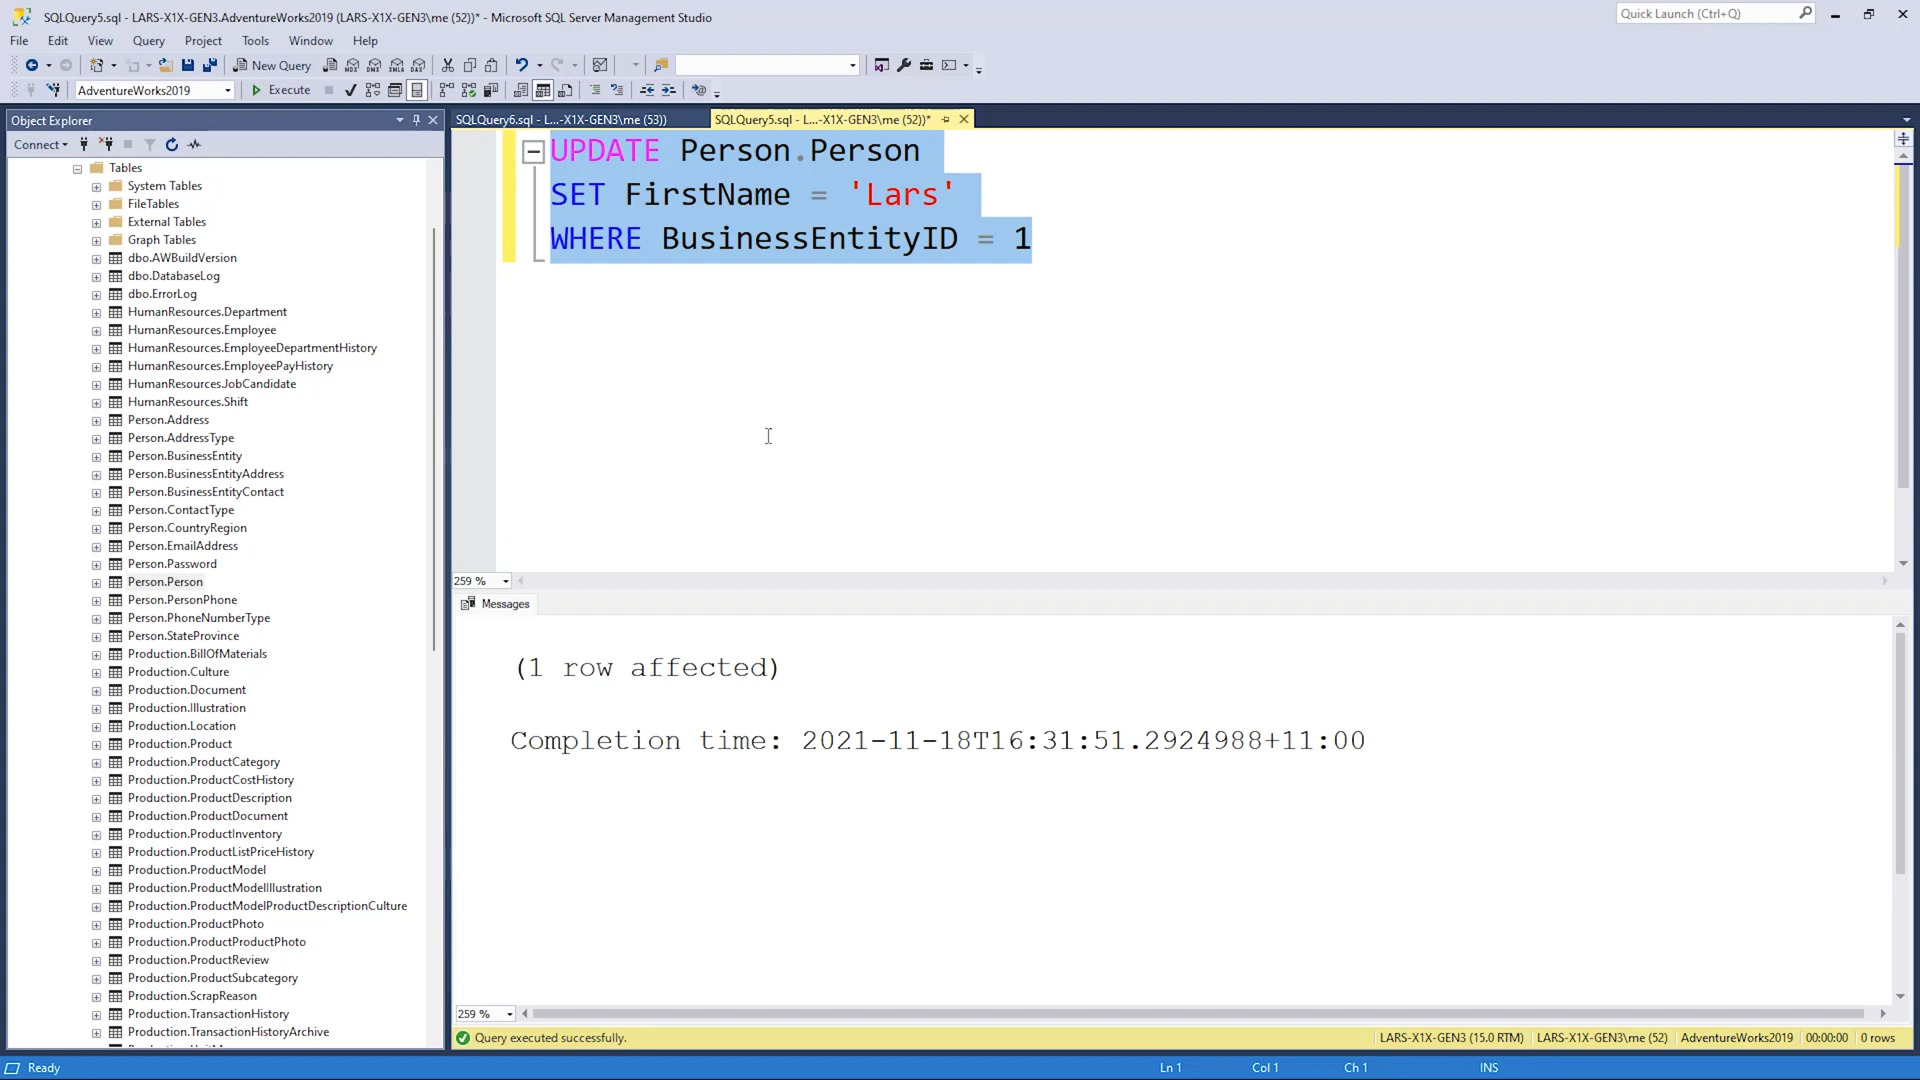 SQLQuery5.sql - LARS-X1X-GEN3.AdventureWorks2019 (LARS-X1X-GEN3\me (52))* - Microsoft SQL Server Management Studio
Quick Launch (Ctrl+Q)
File Edit View Query Project Tools Window Help
New Query
AdventureWorks2019
Execute
Object Explorer
SQLQuery6.sql - L...-X1X-GEN3\me (53))
SQLQuery5.sql - L...-X1X-GEN3\me (52))*
Connect
Tables
System Tables
FileTables
External Tables
Graph Tables
dbo.AWBuildVersion
dbo.DatabaseLog
dbo.ErrorLog
HumanResources.Department
HumanResources.Employee
HumanResources.EmployeeDepartmentHistory
HumanResources.EmployeePayHistory
HumanResources.JobCandidate
HumanResources.Shift
Person.Address
Person.AddressType
Person.BusinessEntity
Person.BusinessEntityAddress
Person.BusinessEntityContact
Person.ContactType
Person.CountryRegion
Person.EmailAddress
Person.Password
Person.Person
Person.PersonPhone
Person.PhoneNumberType
Person.StateProvince
Production.BillOfMaterials
Production.Culture
Production.Document
Production.Illustration
Production.Location
Production.Product
Production.ProductCategory
Production.ProductCostHistory
Production.ProductDescription
Production.ProductDocument
Production.ProductInventory
Production.ProductListPriceHistory
Production.ProductModel
Production.ProductModelIllustration
Production.ProductModelProductDescriptionCulture
Production.ProductPhoto
Production.ProductProductPhoto
Production.ProductReview
Production.ProductSubcategory
Production.ScrapReason
Production.TransactionHistory
Production.TransactionHistoryArchive
UPDATE Person.Person
SET FirstName = 'Lars'
WHERE BusinessEntityID = 1
259 %
Messages
(1 row affected)
Completion time: 2021-11-18T16:31:51.2924988+11:00
259 %
Query executed successfully.
LARS-X1X-GEN3 (15.0 RTM)
LARS-X1X-GEN3\me (52)
AdventureWorks2019
00:00:00
0 rows
Ready
Ln 1
Col 1
Ch 1
INS